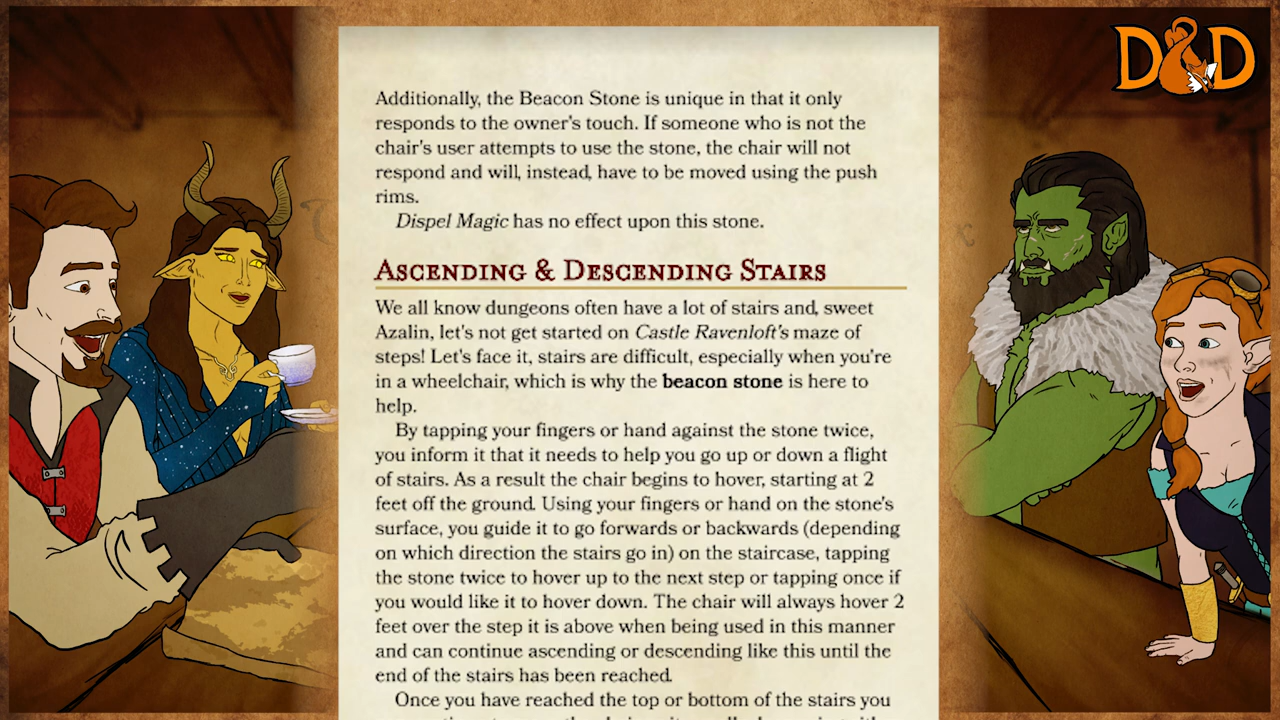 D&D
Additionally, the Beacon Stone is unique in that it only
responds to the owner's touch. If someone who is not the
chair's user attempts to use the stone, the chair will not
respond and will, instead, have to be moved using the push
rims.
Dispel Magic has no effect upon this stone.
Ascending & Descending Stairs
We all know dungeons often have a lot of stairs and, sweet
Azalin, let's not get started on Castle Ravenloft's maze of
steps! Let's face it, stairs are difficult, especially when you're
in a wheelchair, which is why the beacon stone is here to
help.
By tapping your fingers or hand against the stone twice,
you inform it that it needs to help you go up or down a flight
of stairs. As a result the chair begins to hover, starting at 2
feet off the ground. Using your fingers or hand on the stone's
surface, you guide it to go forwards or backwards (depending
on which direction the stairs go in) on the staircase, tapping
the stone twice to hover up to the next step or tapping once if
you would like it to hover down. The chair will always hover 2
feet over the step it is above when being used in this manner
and can continue ascending or descending like this until the
end of the stairs has been reached.
Once you have reached the top or bottom of the stairs you